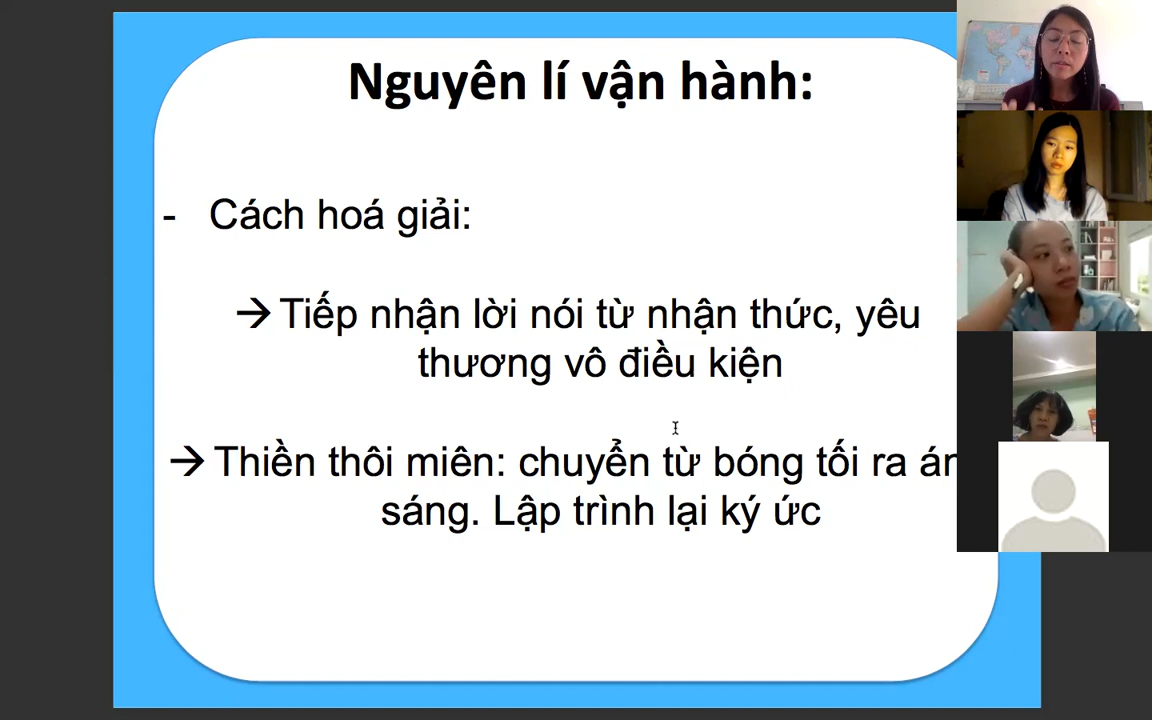 Nguyên lí vận hành:
- Cách hoá giải:
→ Tiếp nhận lời nói từ nhận thức, yêu
thương vô điều kiện
→ Thiền thôi miên: chuyển từ bóng tối ra án
sáng. Lập trình lại ký ức